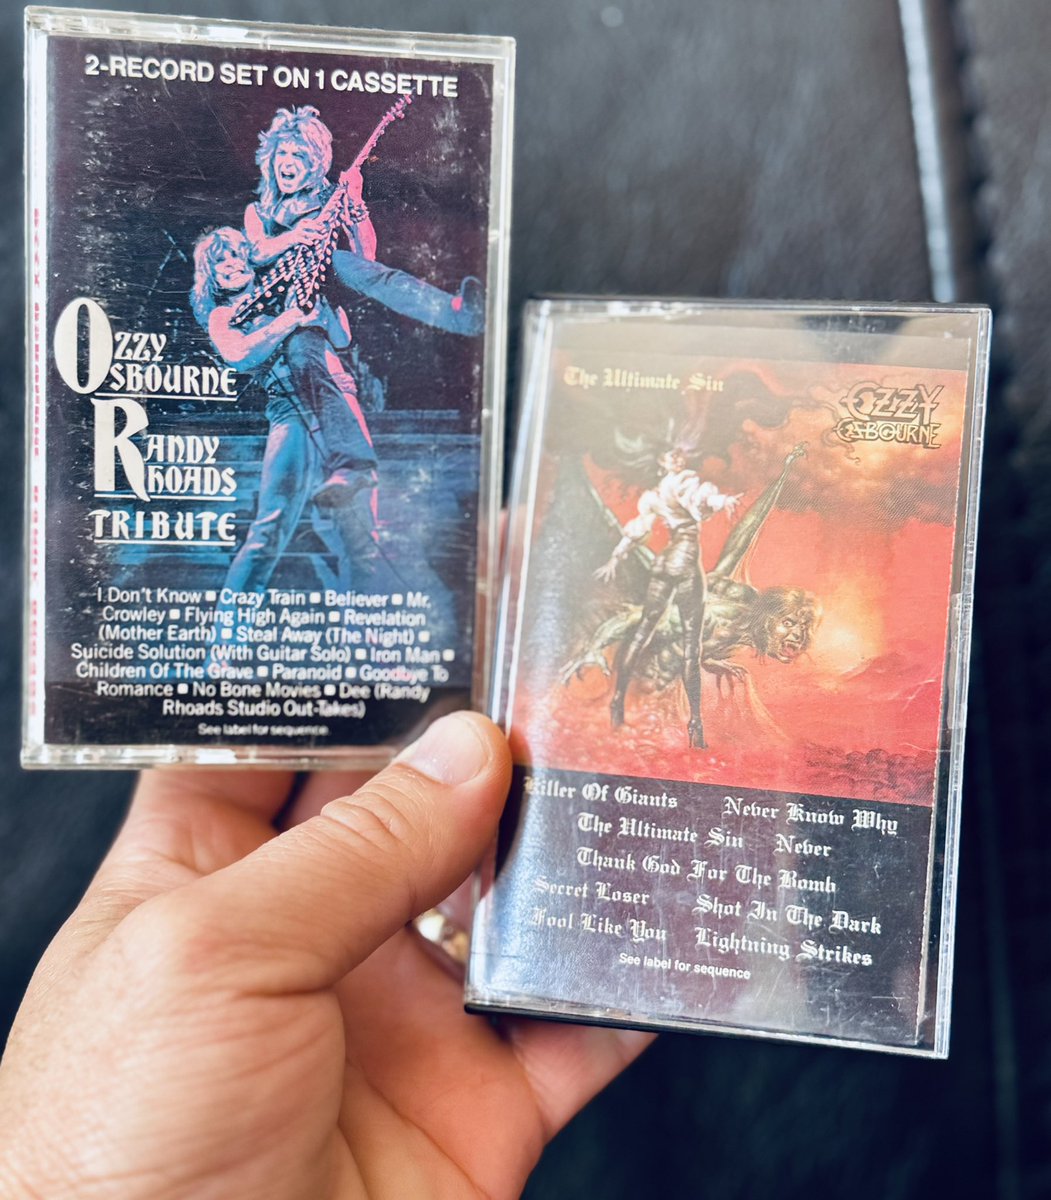 2-RECORD SET ON 1 CASSETTE
OZZY
OSBOURNE
RANDY
RHOADS
TRIBUTE
I Don't Know ■ Crazy Train ■ Believer ■ Mr.
Crowley ■ Flying High Again ■ Revelation
(Mother Earth) ■ Steal Away (The Night) ■
Suicide Solution (With Guitar Solo) ■ Iron Man ■
Children Of The Grave ■ Paranoid ■ Goodbye To
Romance ■ No Bone Movies ■ Dee (Randy
Rhoads Studio Out-Takes)
See label for sequence.
The Ultimate Sin
OZZY
OSBOURNE
Killer Of Giants Never Know Why
The Ultimate Sin Never
Thank God For The Bomb
Secret Loser Shot In The Dark
Fool Like You Lightning Strikes
See label for sequence